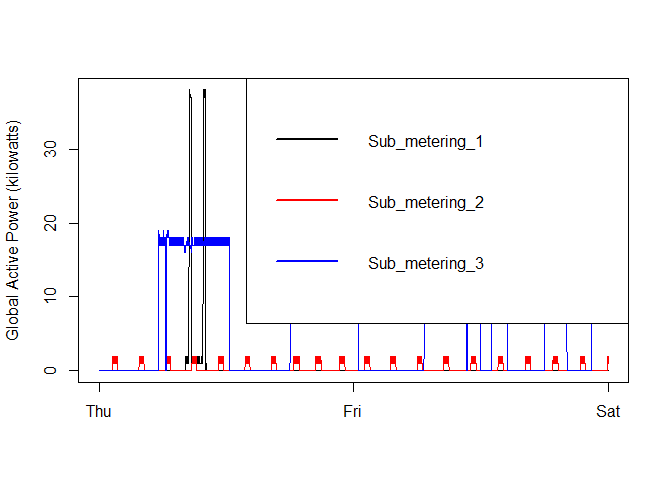 Global Active Power (kilowatts)
30
20
10
0
Sub_metering_1
Sub_metering_2
Sub_metering_3
Thu
Fri
Sat